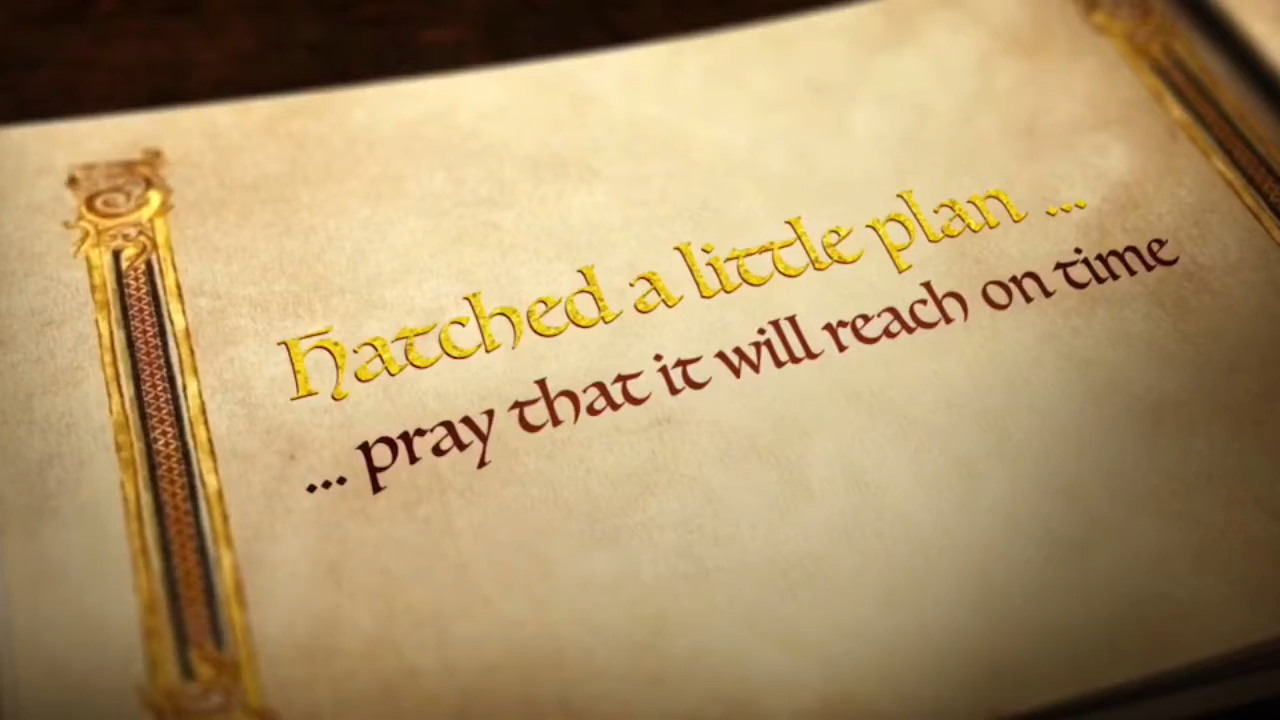 Hatched a little plan ...
... pray that it will reach on time